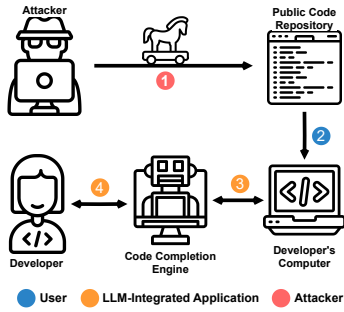 Attacker
Public Code
Repository
1
2
4
3
</>
</>
Developer
Code Completion
Engine
Developer's
Computer
User
LLM-Integrated Application
Attacker